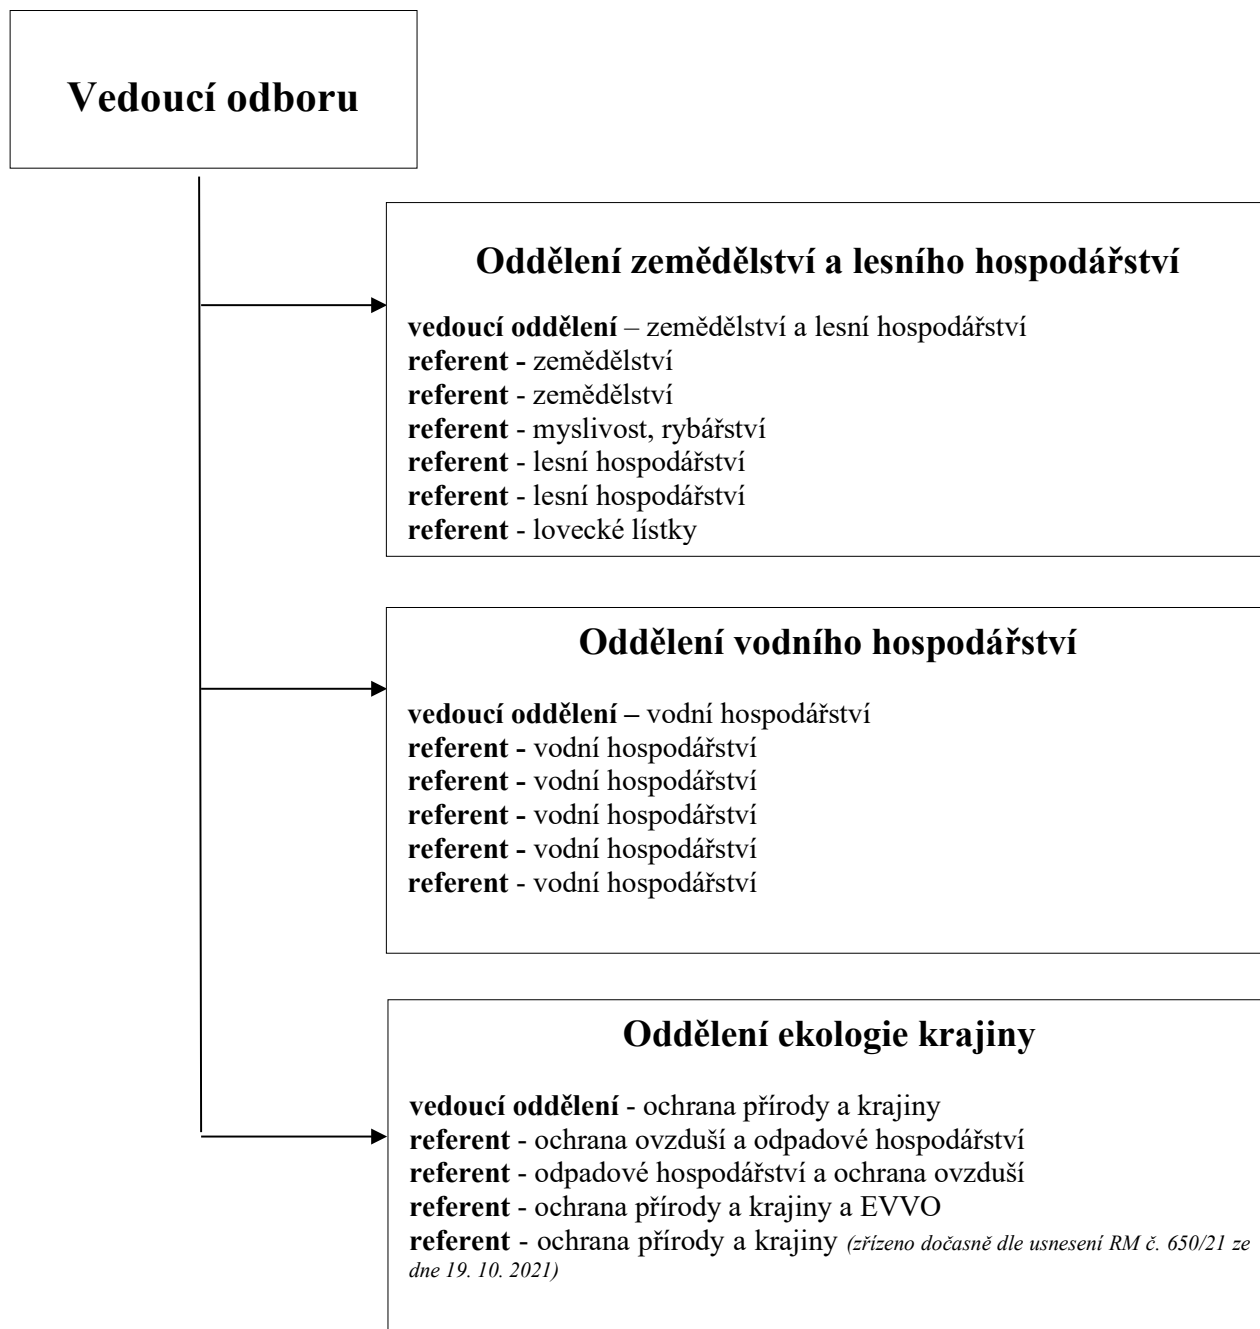 Vedoucí odboru
Oddělení zemědělství a lesního hospodářství
vedoucí oddělení – zemědělství a lesní hospodářství
referent - zemědělství
referent - zemědělství
referent - myslivost, rybářství
referent - lesní hospodářství
referent - lesní hospodářství
referent - lovecké lístky
Oddělení vodního hospodářství
vedoucí oddělení – vodní hospodářství
referent - vodní hospodářství
referent - vodní hospodářství
referent - vodní hospodářství
referent - vodní hospodářství
referent - vodní hospodářství
Oddělení ekologie krajiny
vedoucí oddělení - ochrana přírody a krajiny
referent - ochrana ovzduší a odpadové hospodářství
referent - odpadové hospodářství a ochrana ovzduší
referent - ochrana přírody a krajiny a EVVO
referent - ochrana přírody a krajiny (zřízeno dočasně dle usnesení RM č. 650/21 ze
dne 19. 10. 2021)